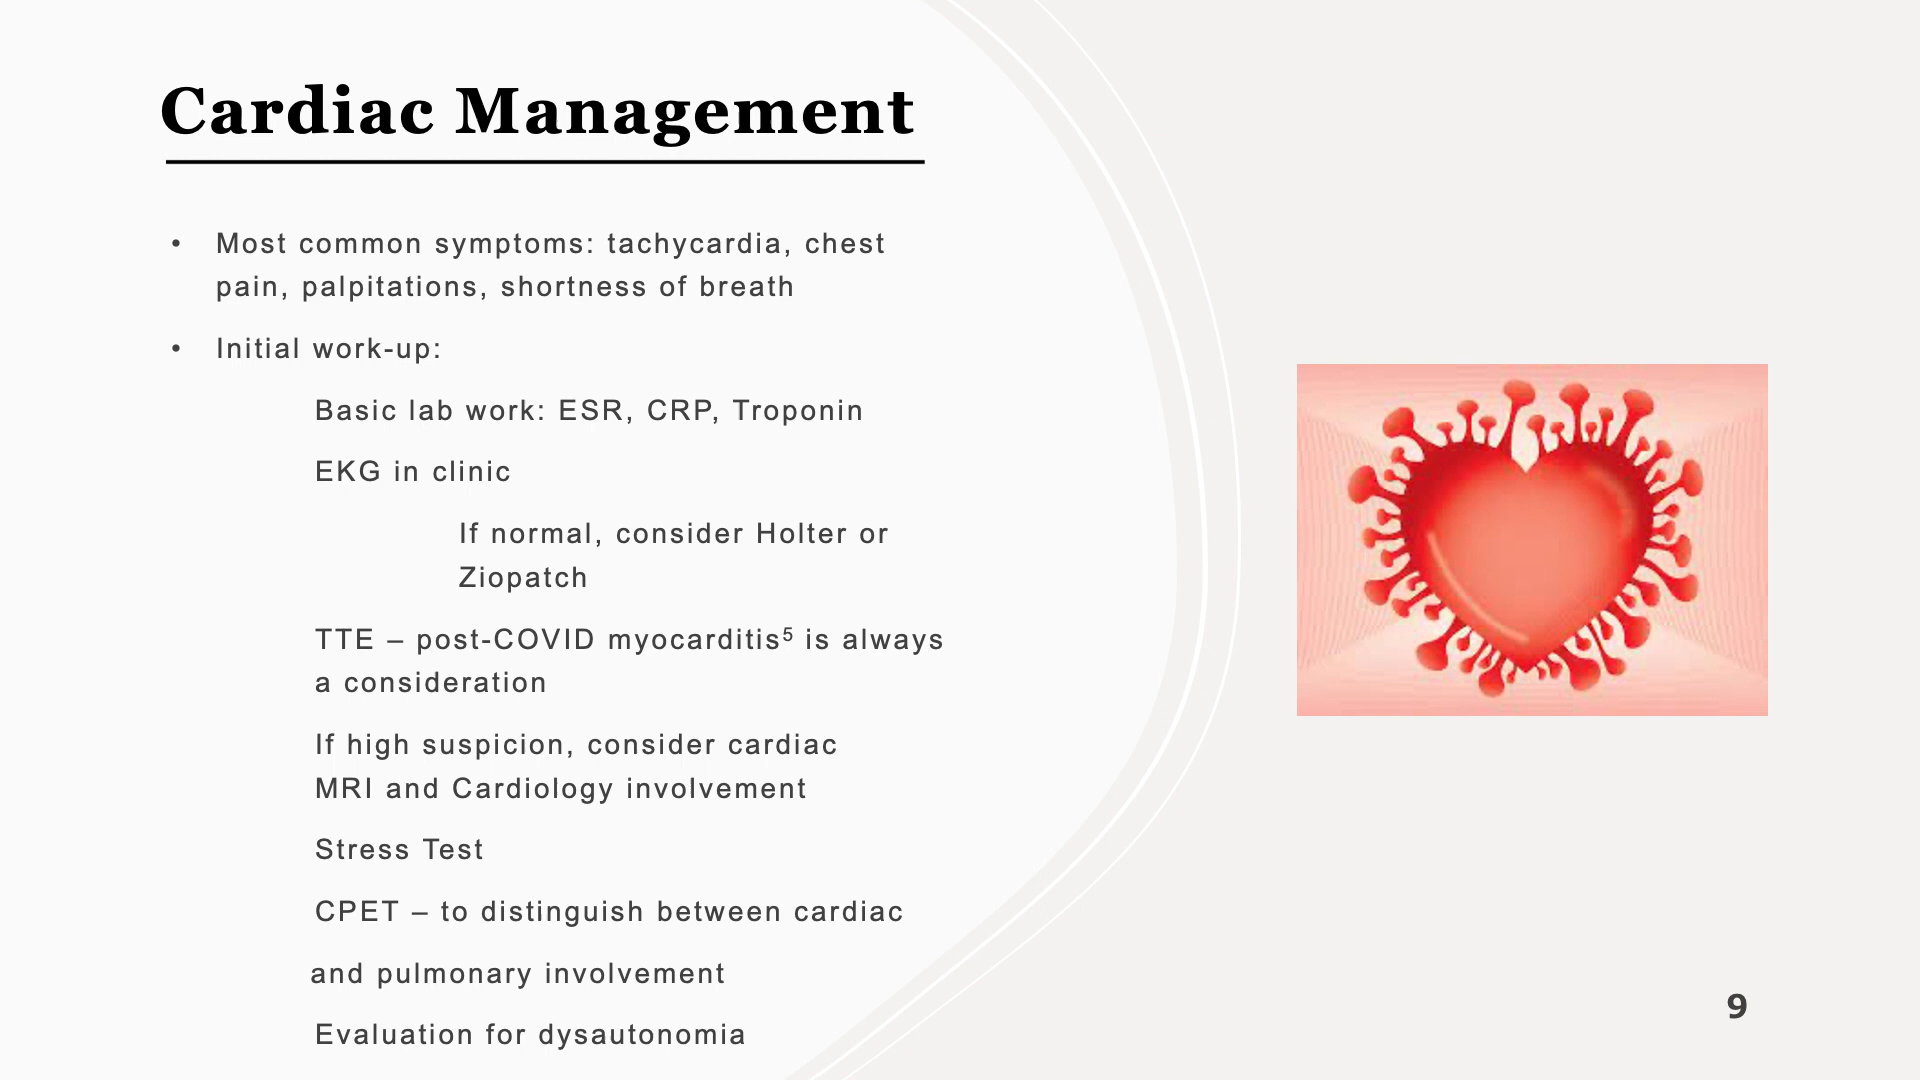 Cardiac Management
• Most common symptoms: tachycardia, chest
pain, palpitations, shortness of breath
• Initial work-up:
Basic lab work: ESR, CRP, Troponin
EKG in clinic
If normal, consider Holter or
Ziopatch
TTE – post-COVID myocarditis⁵ is always
a consideration
If high suspicion, consider cardiac
MRI and Cardiology involvement
Stress Test
CPET – to distinguish between cardiac
and pulmonary involvement
Evaluation for dysautonomia
9